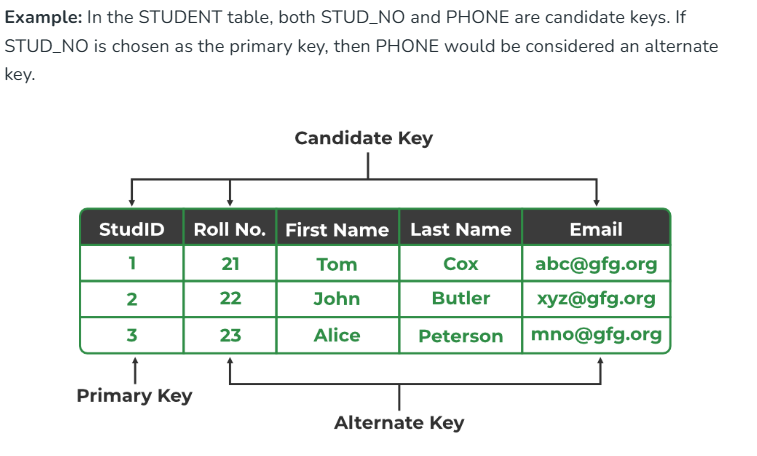 Example: In the STUDENT table, both STUD_NO and PHONE are candidate keys. If
STUD_NO is chosen as the primary key, then PHONE would be considered an alternate
key.
Candidate Key
StudID Roll No. First Name Last Name Email
1 21 Tom Cox abc@gfg.org
2 22 John Butler xyz@gfg.org
3 23 Alice Peterson mno@gfg.org
Primary Key
Alternate Key